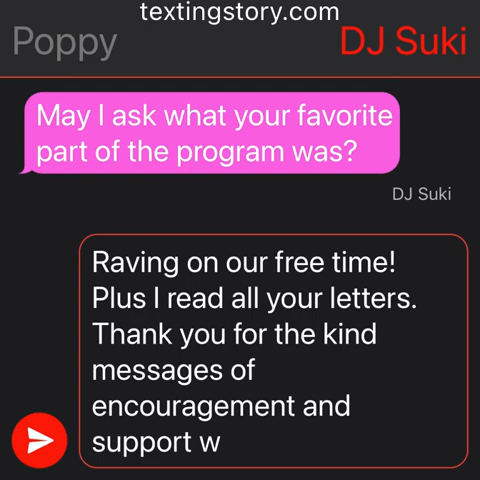 textingstory.com
Poppy
DJ Suki
May I ask what your favorite
part of the program was?
DJ Suki
Raving on our free time!
Plus I read all your letters.
Thank you for the kind
messages of
encouragement and
support w